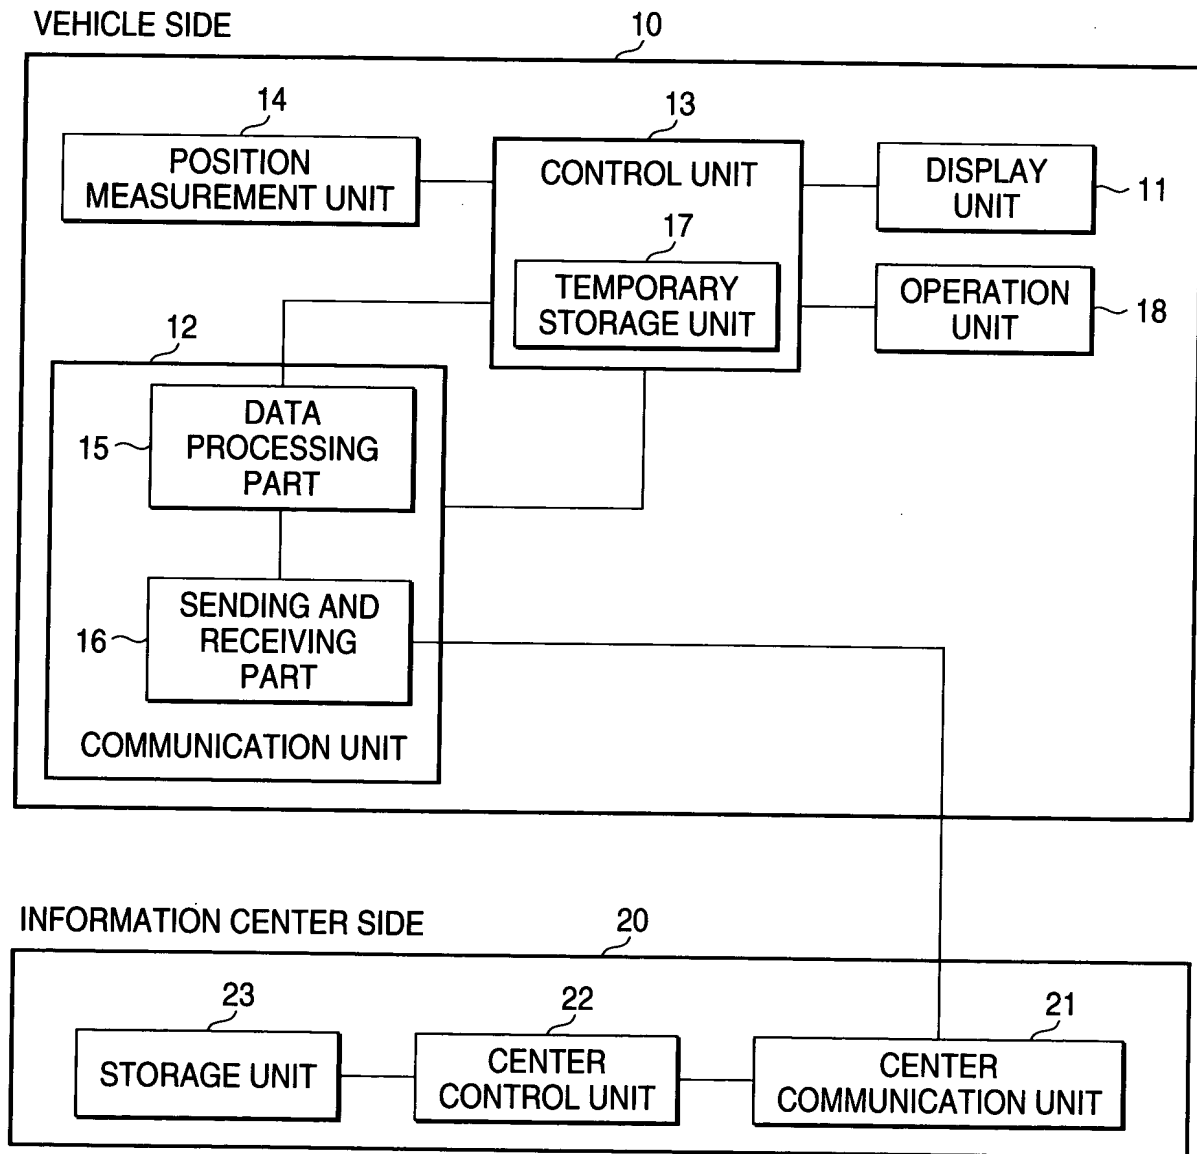 VEHICLE SIDE
10
14
POSITION
MEASUREMENT UNIT
13
CONTROL UNIT
17
TEMPORARY
STORAGE UNIT
DISPLAY
UNIT
11
OPERATION
UNIT
18
12
DATA
PROCESSING
PART
15
SENDING AND
RECEIVING
PART
16
COMMUNICATION UNIT
INFORMATION CENTER SIDE
20
23
STORAGE UNIT
22
CENTER
CONTROL UNIT
21
CENTER
COMMUNICATION UNIT